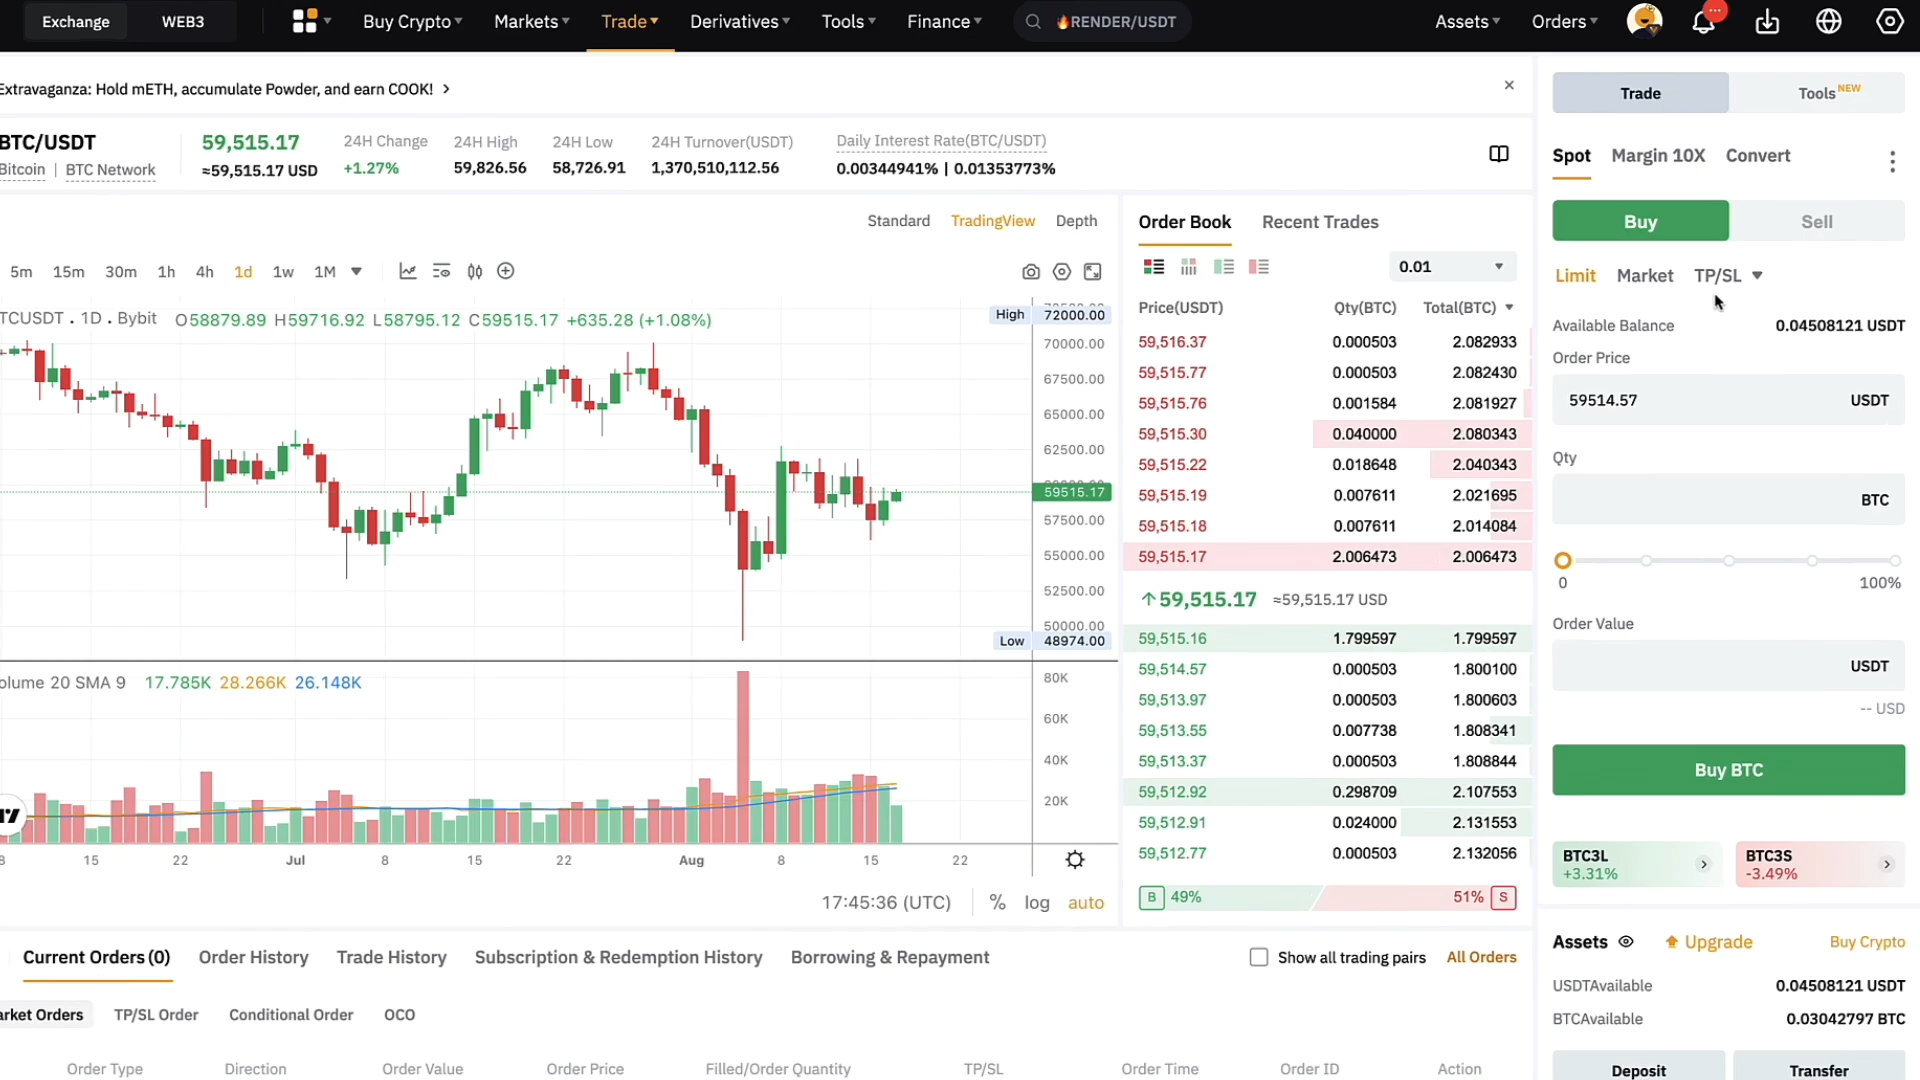 Exchange WEB3 Buy Crypto Markets Trade Derivatives Tools Finance RENDER/USDT Assets Orders
Extravaganza: Hold mETH, accumulate Powder, and earn COOK!
BTC/USDT
Bitcoin | BTC Network
59,515.17
≈59,515.17 USD
24H Change
+1.27%
24H High
59,826.56
24H Low
58,726.91
24H Turnover(USDT)
1,370,510,112.56
Daily Interest Rate(BTC/USDT)
0.00344941% | 0.01353773%
Standard TradingView Depth
5m 15m 30m 1h 4h 1d 1w 1M
TCUSDT . 1D . Bybit O58879.89 H59716.92 L58795.12 C59515.17 +635.28 (+1.08%)
High 72000.00
70000.00
67500.00
65000.00
62500.00
59515.17
57500.00
55000.00
52500.00
50000.00
Low 48974.00
olume 20 SMA 9 17.785K 28.266K 26.148K
80K
60K
40K
20K
8 15 22 Jul 8 15 22 Aug 8 15 22
17:45:36 (UTC) % log auto
Order Book Recent Trades
0.01
Price(USDT) Qty(BTC) Total(BTC)
59,516.37 0.000503 2.082933
59,515.77 0.000503 2.082430
59,515.76 0.001584 2.081927
59,515.30 0.040000 2.080343
59,515.22 0.018648 2.040343
59,515.19 0.007611 2.021695
59,515.18 0.007611 2.014084
59,515.17 2.006473 2.006473
↑59,515.17 ≈59,515.17 USD
59,515.16 1.799597 1.799597
59,514.57 0.000503 1.800100
59,513.97 0.000503 1.800603
59,513.55 0.007738 1.808341
59,513.37 0.000503 1.808844
59,512.92 0.298709 2.107553
59,512.91 0.024000 2.131553
59,512.77 0.000503 2.132056
B 49% 51% S
Trade Tools NEW
Spot Margin 10X Convert
Buy Sell
Limit Market TP/SL
Available Balance 0.04508121 USDT
Order Price
59514.57 USDT
Qty
BTC
0 100%
Order Value
USDT
-- USD
Buy BTC
BTC3L
+3.31%
BTC3S
-3.49%
Assets Upgrade Buy Crypto
USDTAvailable 0.04508121 USDT
BTCAvailable 0.03042797 BTC
Deposit Transfer
Current Orders (0) Order History Trade History Subscription & Redemption History Borrowing & Repayment Show all trading pairs All Orders
arket Orders TP/SL Order Conditional Order OCO
Order Type Direction Order Value Order Price Filled/Order Quantity TP/SL Order Time Order ID Action